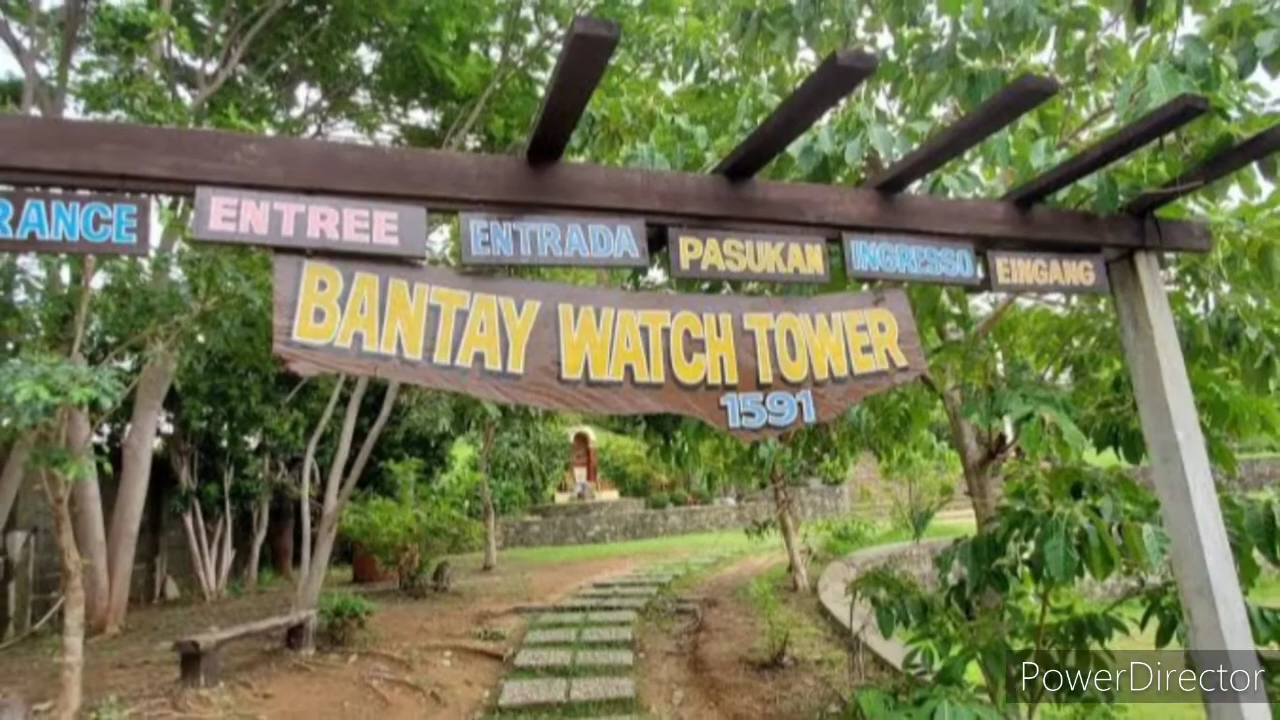 RANCE ENTREE ENTRADA PASUKAN INGRESSO EINGANG
BANTAY WATCH TOWER
1591
PowerDirector